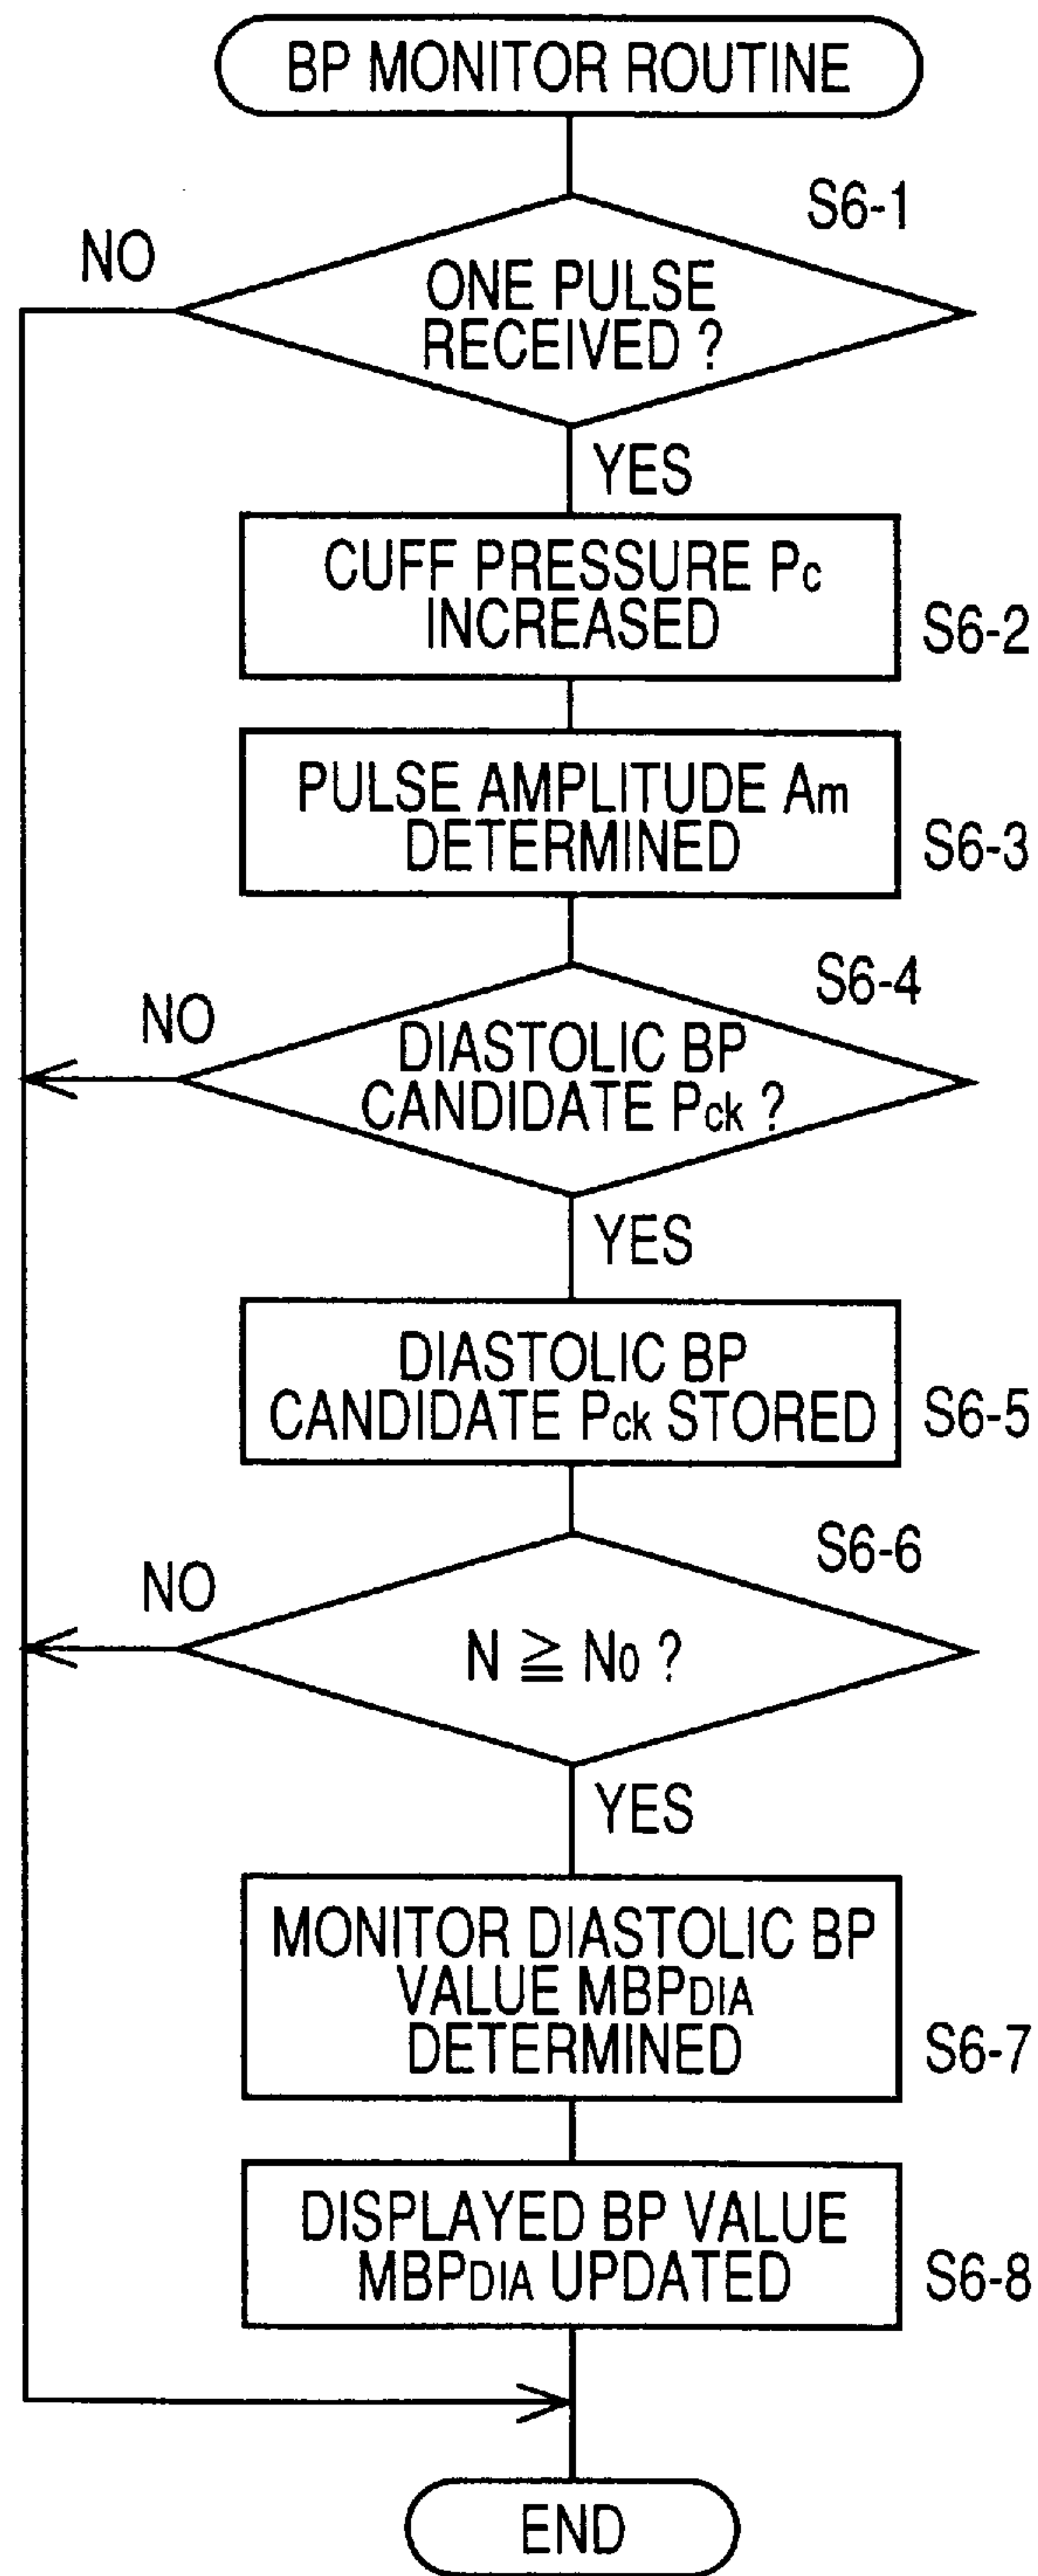 BP MONITOR ROUTINE
S6-1
NO
ONE PULSE
RECEIVED ?
YES
CUFF PRESSURE Pc
INCREASED
S6-2
PULSE AMPLITUDE Am
DETERMINED
S6-3
S6-4
NO
DIASTOLIC BP
CANDIDATE Pck ?
YES
DIASTOLIC BP
CANDIDATE Pck STORED
S6-5
S6-6
NO
N ≧ N0 ?
YES
MONITOR DIASTOLIC BP
VALUE MBPDIA
DETERMINED
S6-7
DISPLAYED BP VALUE
MBPDIA UPDATED
S6-8
END